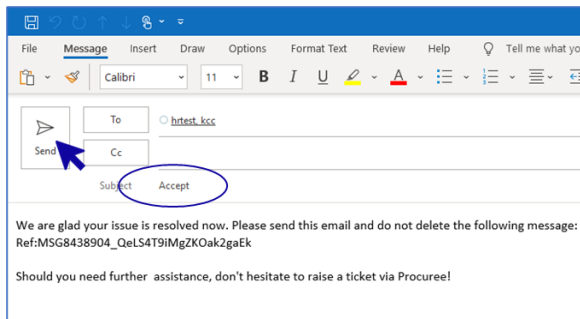 File Message Insert Draw Options Format Text Review Help Tell me what yo
Calibri 11 B I U A
To hrtest, kcc
Send
Cc
Subject Accept
We are glad your issue is resolved now. Please send this email and do not delete the following message:
Ref:MSG8438904_QeLS4T9iMgZKOak2gaEk
Should you need further assistance, don't hesitate to raise a ticket via Procuree!